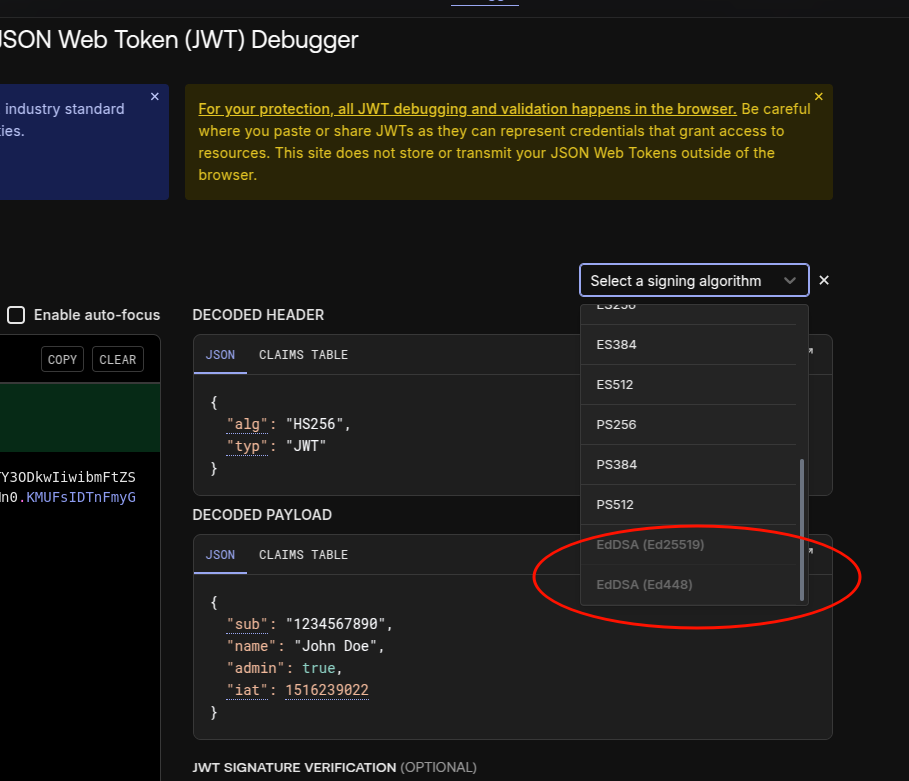 JSON Web Token (JWT) Debugger
industry standard
ies.
For your protection, all JWT debugging and validation happens in the browser. Be careful
where you paste or share JWTs as they can represent credentials that grant access to
resources. This site does not store or transmit your JSON Web Tokens outside of the
browser.
Select a signing algorithm
Enable auto-focus
COPY
CLEAR
Y3ODkwIiwibmFtZS
n0.KMUFsIDTnFmyG
DECODED HEADER
JSON
CLAIMS TABLE
{
"alg": "HS256",
"typ": "JWT"
}
ES256
ES384
ES512
PS256
PS384
PS512
EdDSA (Ed25519)
EdDSA (Ed448)
DECODED PAYLOAD
JSON
CLAIMS TABLE
{
"sub": "1234567890",
"name": "John Doe",
"admin": true,
"iat": 1516239022
}
JWT SIGNATURE VERIFICATION (OPTIONAL)